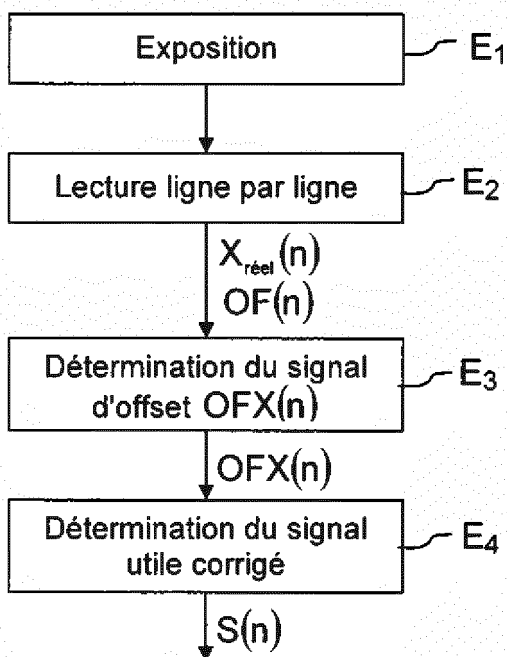 Exposition
E1
Lecture ligne par ligne
E2
Xréel(n)
OF(n)
Détermination du signal
d'offset OFX(n)
E3
OFX(n)
Détermination du signal
utile corrigé
E4
S(n)